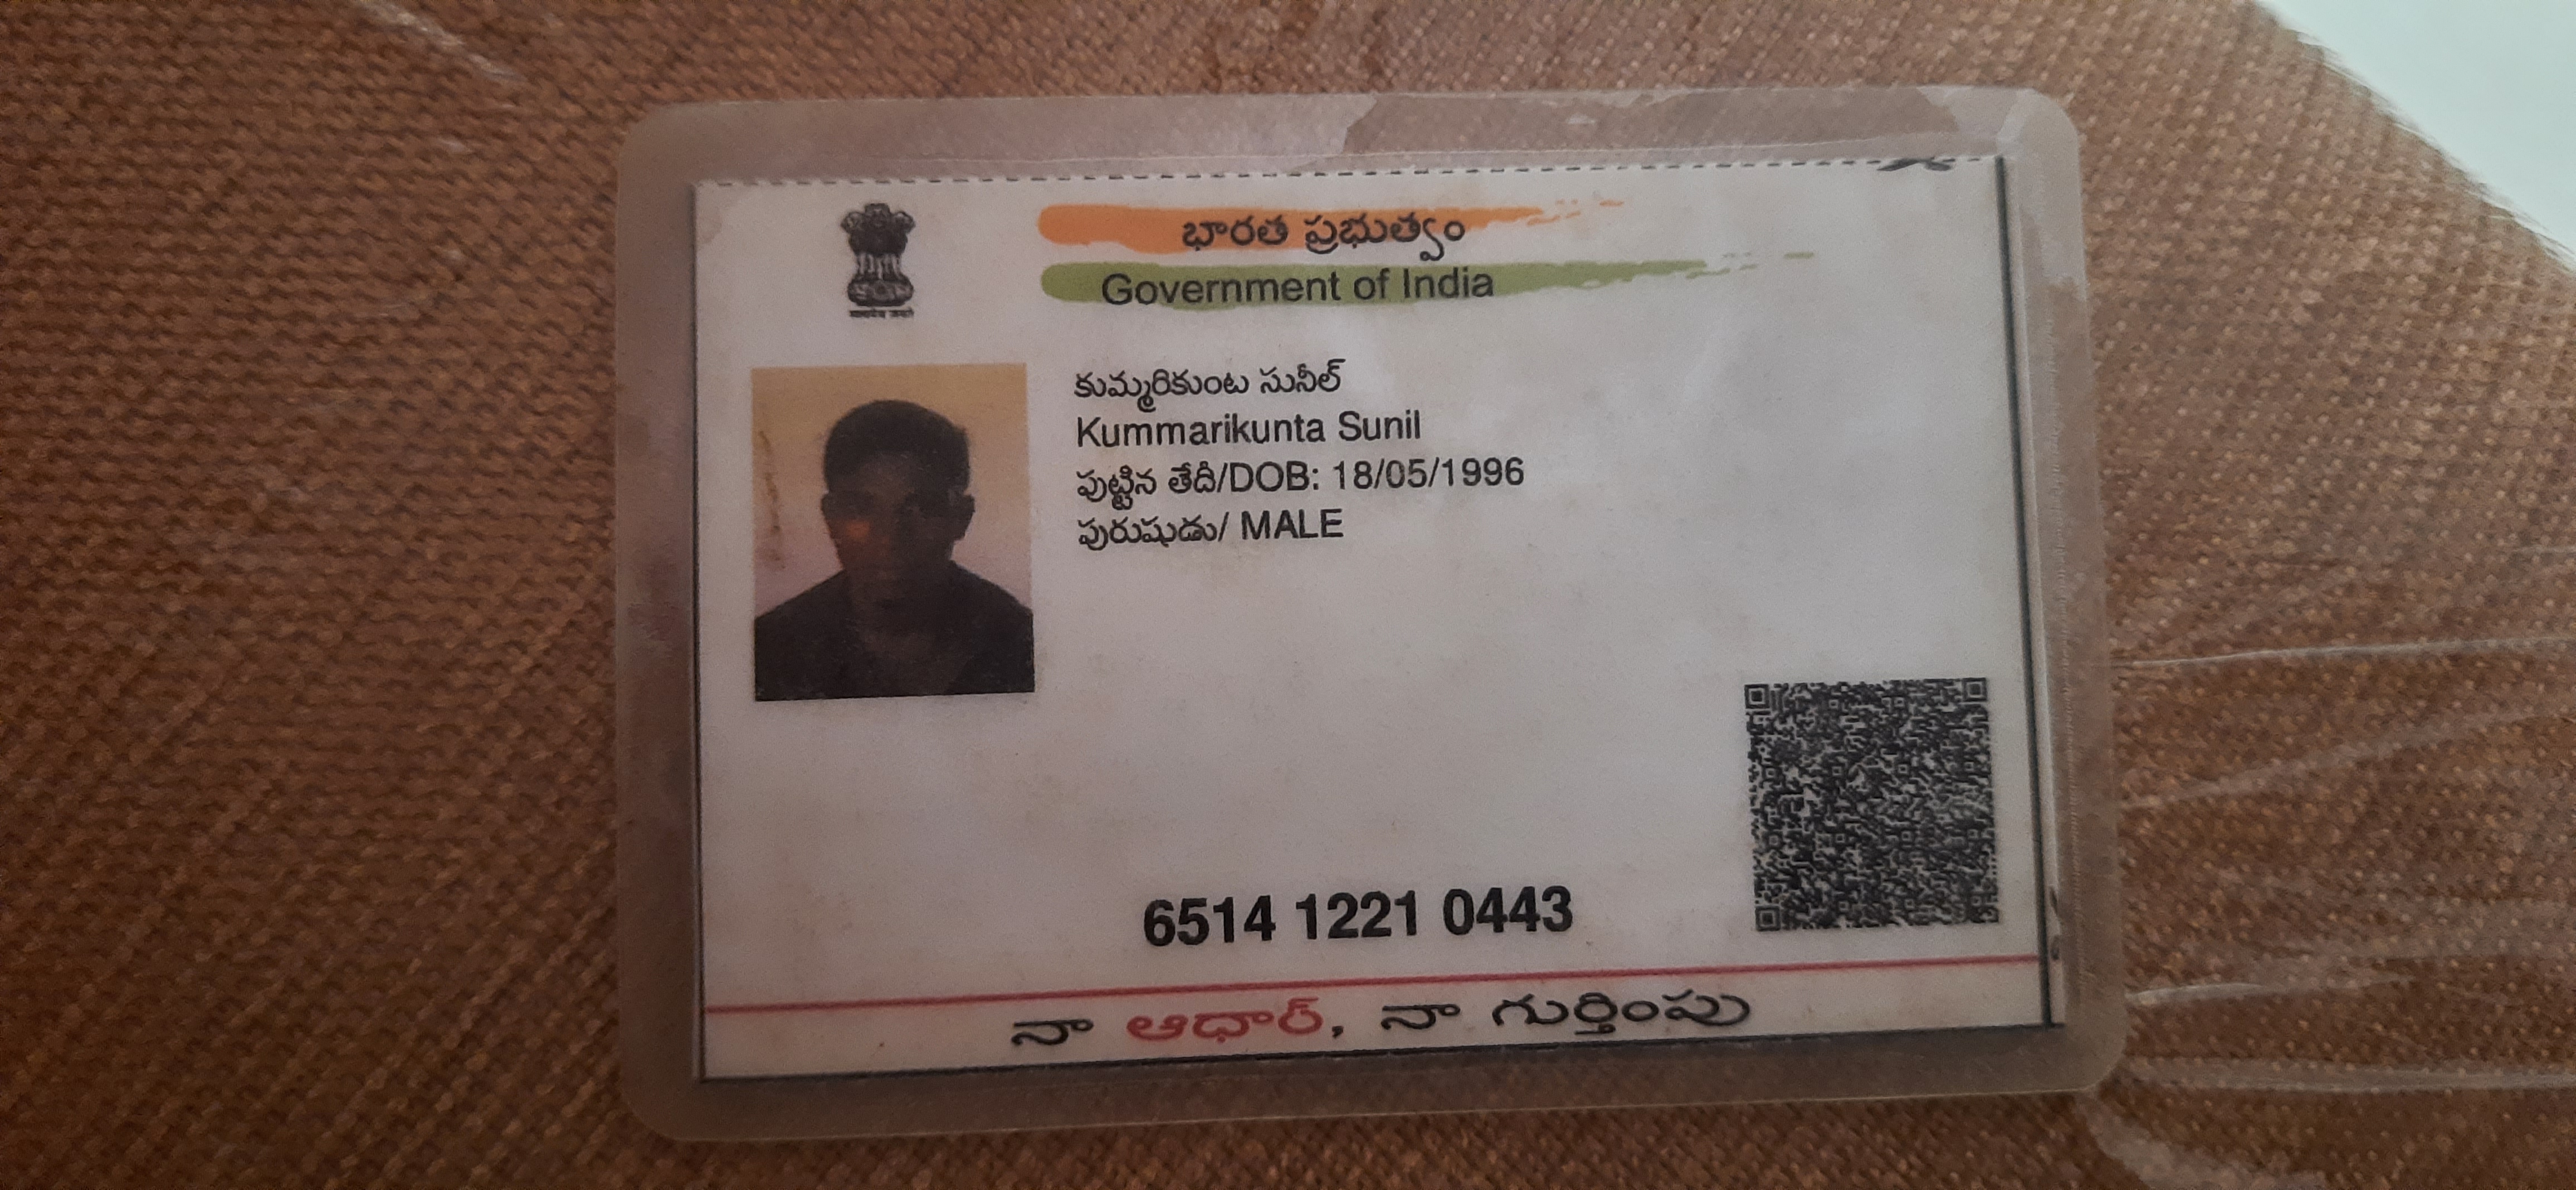 భారత ప్రభుత్వం
Government of India
కుమ్మరికుంట సునీల్
Kummarikunta Sunil
పుట్టిన తేదీ/DOB: 18/05/1996
పురుషుడు/ MALE
6514 1221 0443
నా ఆధార్, నా గుర్తింపు